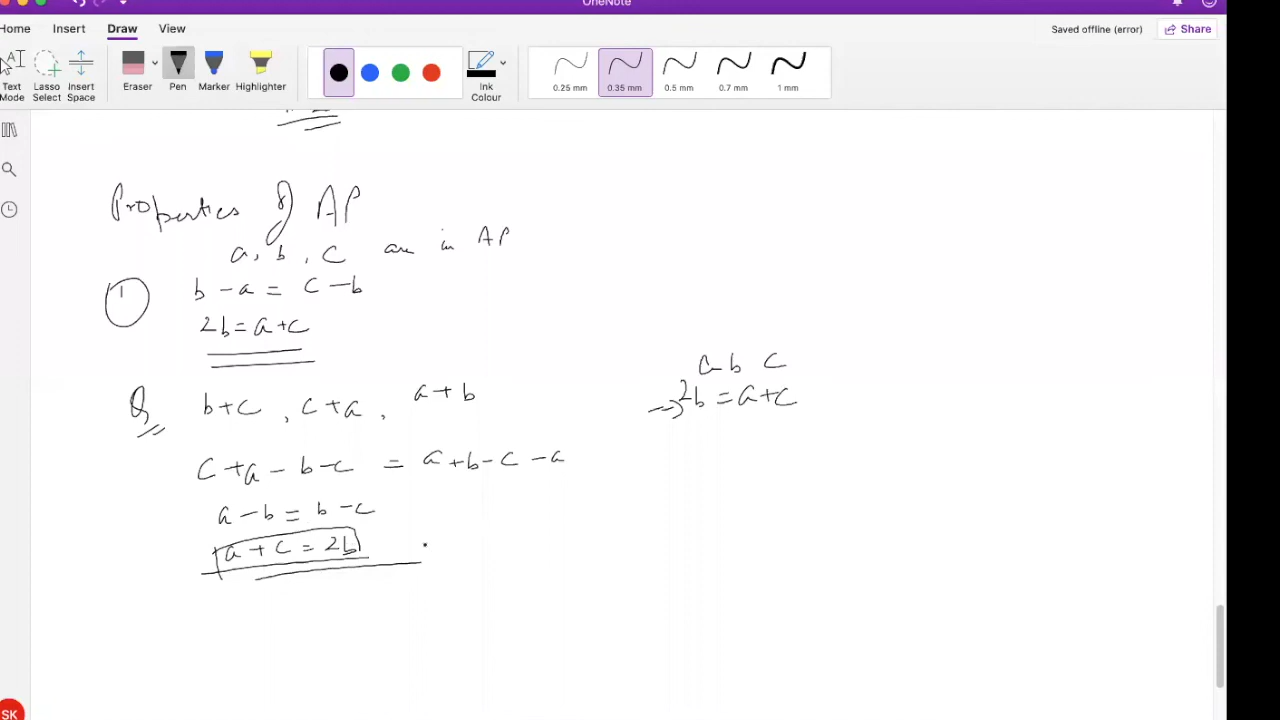 OneNote
Home Insert Draw View
Saved offline (error) Share
Text Mode
Lasso Select
Insert Space
Eraser
Pen
Marker
Highlighter
Ink Colour
0.25 mm
0.35 mm
0.5 mm
0.7 mm
1 mm
Properties of AP
a, b, c are in AP
① b - a = c - b
2b = a + c
Q b + c , c + a , a + b
c + a - b - c = a + b - c - a
a - b = b - c
a + c = 2b
a b c
→ 2b = a + c
SK